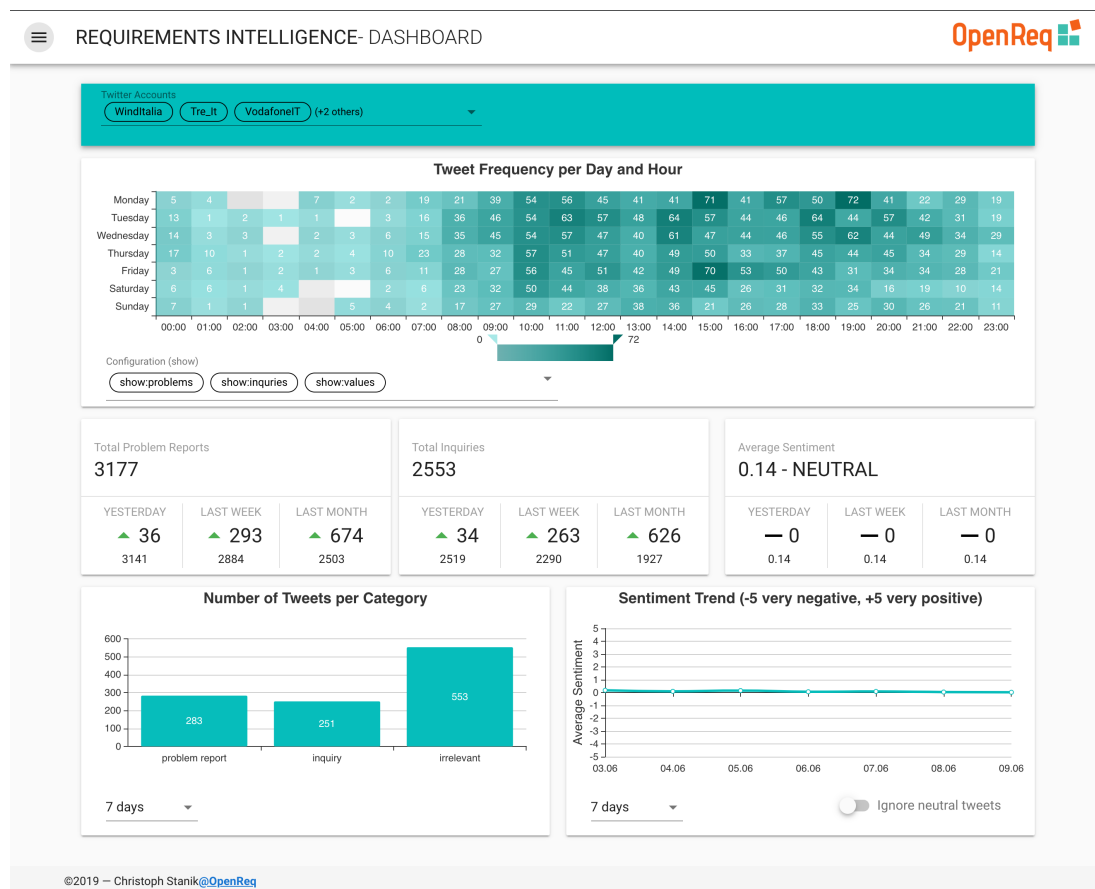 REQUIREMENTS INTELLIGENCE- DASHBOARD
OpenReq
Twitter Accounts
WindItalia Tre_It VodafoneIT (+2 others)
Tweet Frequency per Day and Hour
Monday 5 4 7 2 2 19 21 39 54 56 45 41 41 71 41 57 50 72 41 22 29 19
Tuesday 13 1 2 1 1 3 16 36 46 54 63 57 48 64 57 44 46 64 44 57 42 31 19
Wednesday 14 3 3 2 3 6 15 35 45 54 57 47 40 61 47 44 46 55 62 44 49 34 29
Thursday 17 10 1 2 2 4 10 23 28 32 57 51 47 40 49 50 33 37 45 44 45 34 29 14
Friday 3 6 1 2 1 3 6 11 28 27 56 45 51 42 49 70 53 50 43 31 34 34 28 21
Saturday 6 6 1 4 2 6 23 32 50 44 38 36 43 45 26 31 32 34 16 19 10 14
Sunday 7 1 1 5 4 2 17 27 29 22 27 38 36 21 26 28 33 25 30 26 21 11
00:00 01:00 02:00 03:00 04:00 05:00 06:00 07:00 08:00 09:00 10:00 11:00 12:00 13:00 14:00 15:00 16:00 17:00 18:00 19:00 20:00 21:00 22:00 23:00
0 72
Configuration (show)
show:problems show:inquries show:values
Total Problem Reports
3177
YESTERDAY LAST WEEK LAST MONTH
36 293 674
3141 2884 2503
Total Inquiries
2553
YESTERDAY LAST WEEK LAST MONTH
34 263 626
2519 2290 1927
Average Sentiment
0.14 - NEUTRAL
YESTERDAY LAST WEEK LAST MONTH
0 0 0
0.14 0.14 0.14
Number of Tweets per Category
600
500
400
300
200
100
0
283 251 553
problem report inquiry irrelevant
7 days
Sentiment Trend (-5 very negative, +5 very positive)
Average Sentiment
5
4
3
2
1
0
-1
-2
-3
-4
-5
03.06 04.06 05.06 06.06 07.06 08.06 09.06
7 days
Ignore neutral tweets
©2019 — Christoph Stanik@OpenReq